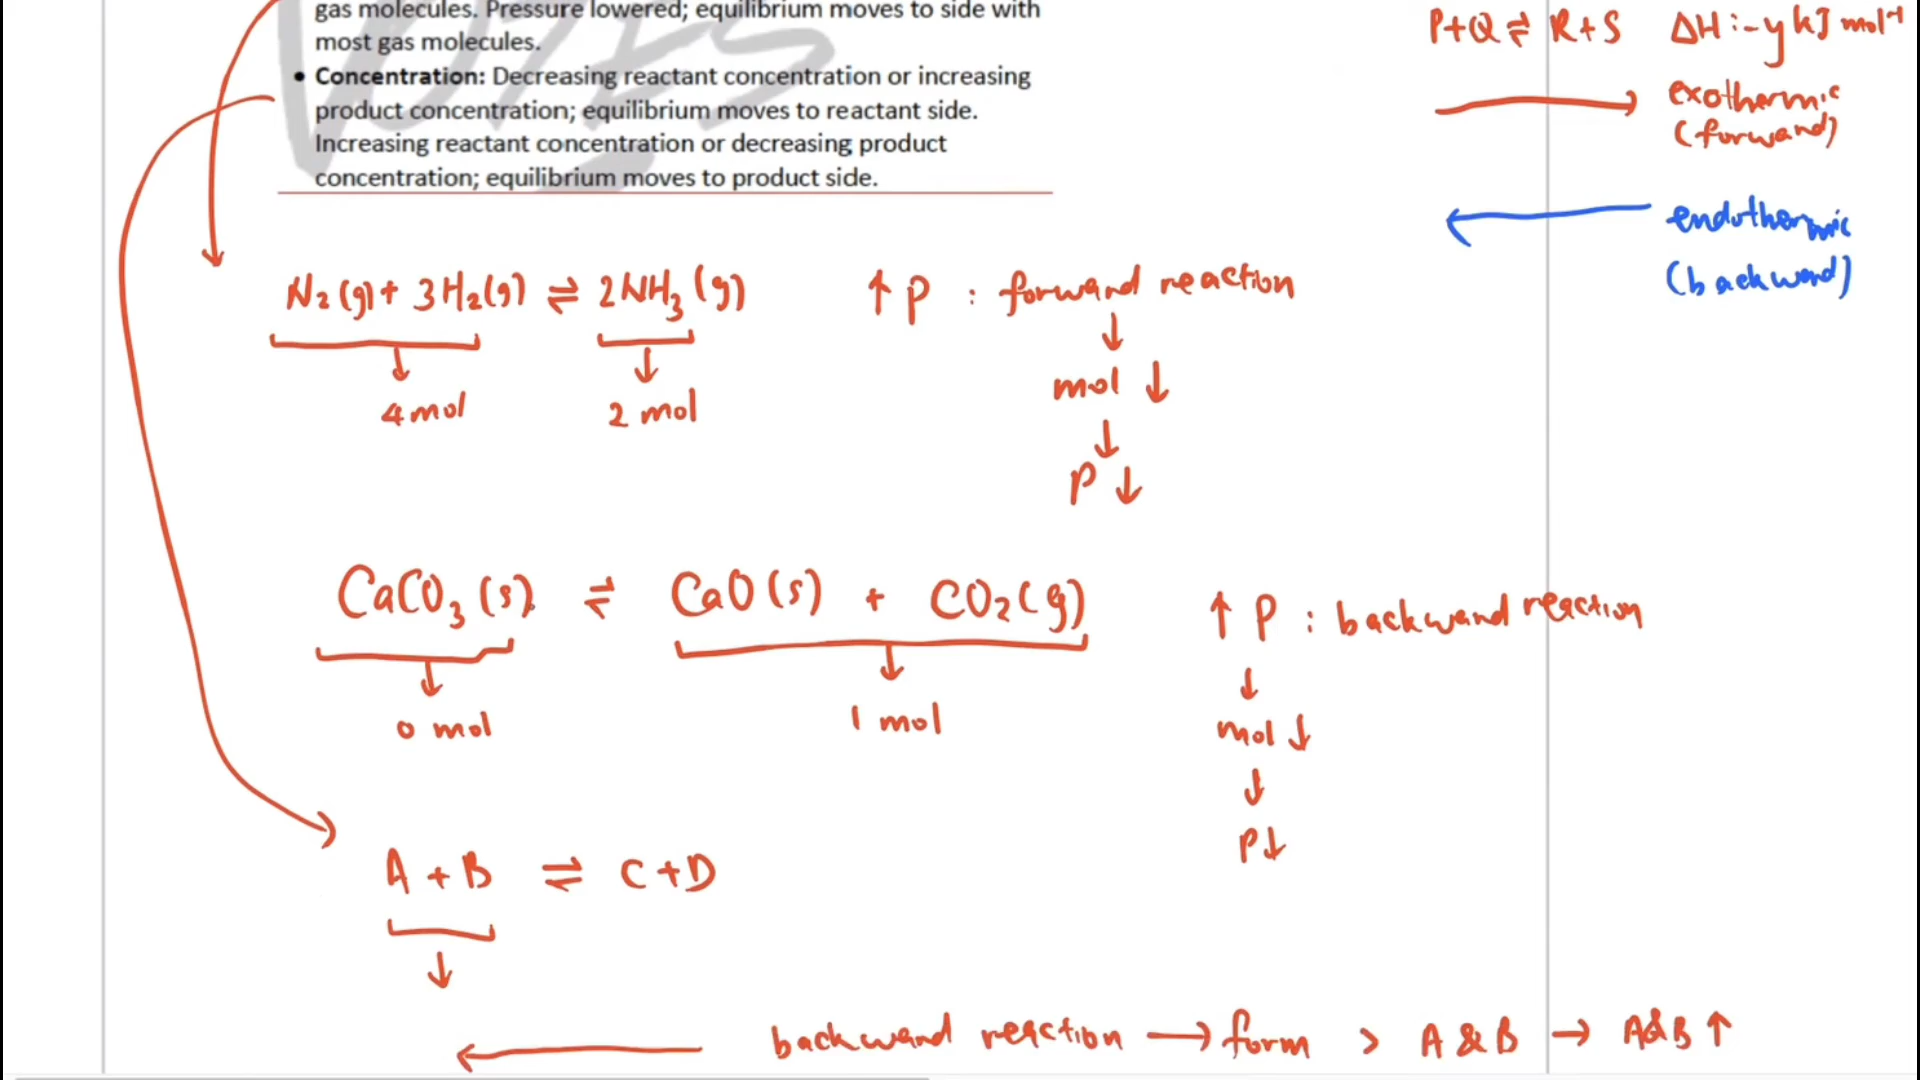 gas molecules. Pressure lowered; equilibrium moves to side with
most gas molecules.
• Concentration: Decreasing reactant concentration or increasing
product concentration; equilibrium moves to reactant side.
Increasing reactant concentration or decreasing product
concentration; equilibrium moves to product side.
P+Q ⇌ R+S ΔH : -y kJ mol⁻¹
→ exothermic
(forward)
← endothermic
(backward)
N₂(g) + 3H₂(g) ⇌ 2NH₃(g) ↑ P : forward reaction
↓ ↓ ↓
4 mol 2 mol mol ↓
↓
P ↓
CaCO₃(s) ⇌ CaO(s) + CO₂(g) ↑ P : backward reaction
↓ ↓ ↓
0 mol 1 mol mol ↓
↓
P↓
A + B ⇌ C + D
↓
← backward reaction → form > A & B → A&B ↑